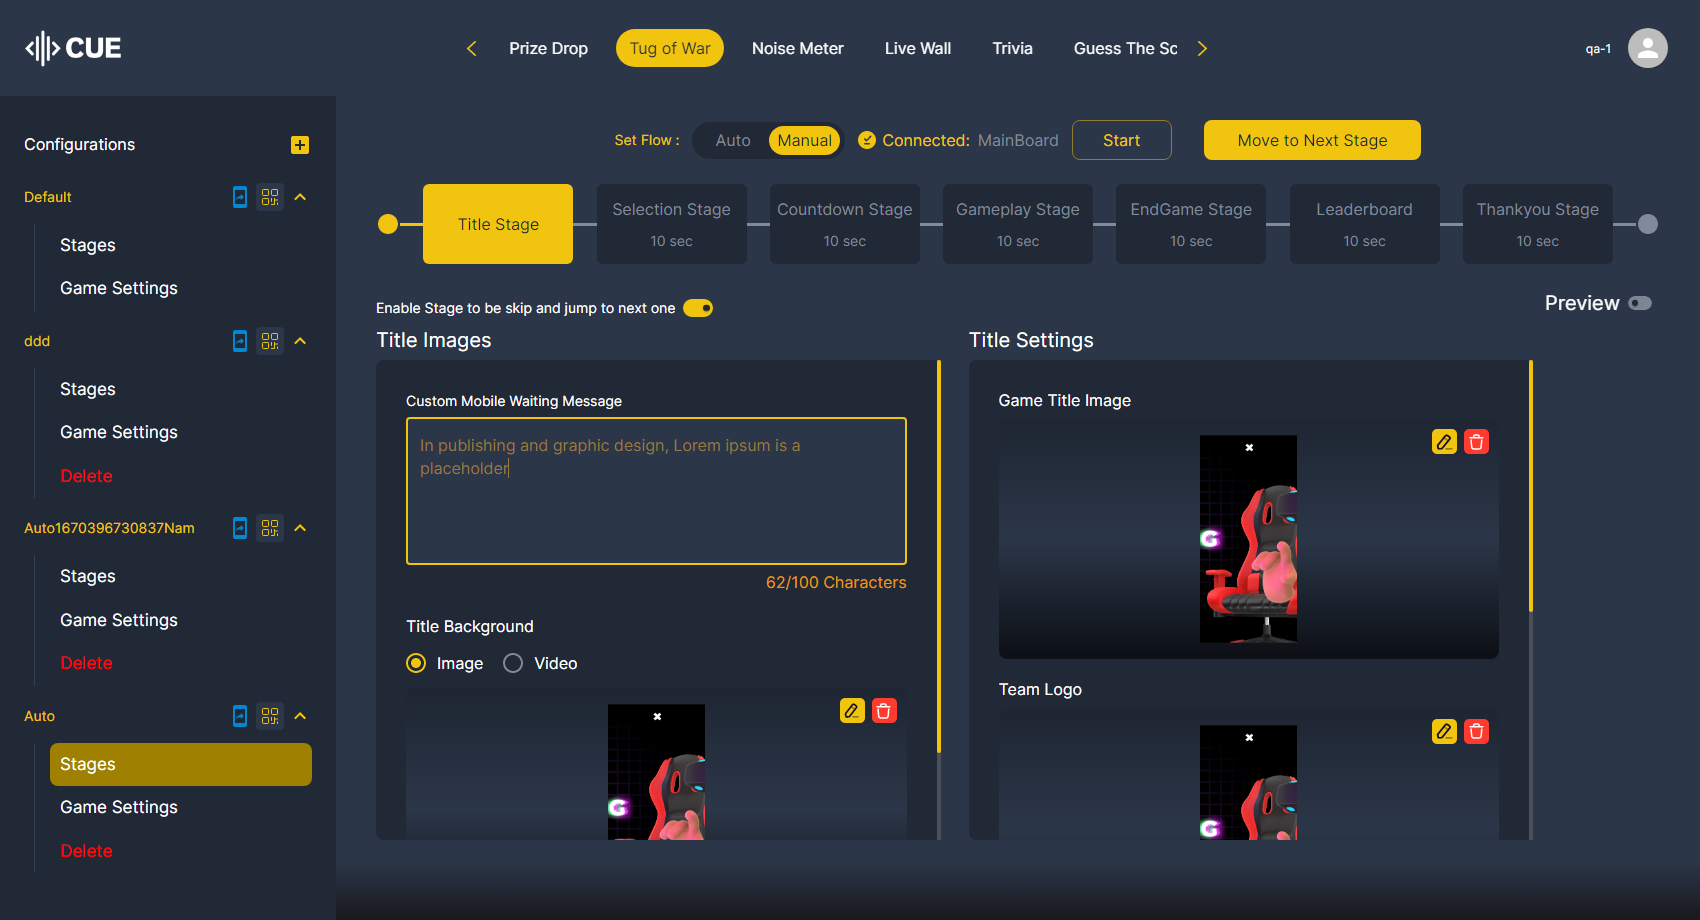 CUE
Prize Drop
Tug of War
Noise Meter
Live Wall
Trivia
Guess The Sc
qa-1
Configurations
Default
Stages
Game Settings
ddd
Stages
Game Settings
Delete
Auto1670396730837Nam
Stages
Game Settings
Delete
Auto
Stages
Game Settings
Delete
Set Flow :
Auto
Manual
Connected: MainBoard
Start
Move to Next Stage
Title Stage
Selection Stage
10 sec
Countdown Stage
10 sec
Gameplay Stage
10 sec
EndGame Stage
10 sec
Leaderboard
10 sec
Thankyou Stage
10 sec
Enable Stage to be skip and jump to next one
Preview
Title Images
Custom Mobile Waiting Message
In publishing and graphic design, Lorem ipsum is a
placeholder
62/100 Characters
Title Background
Image
Video
G
Title Settings
Game Title Image
G
Team Logo
G